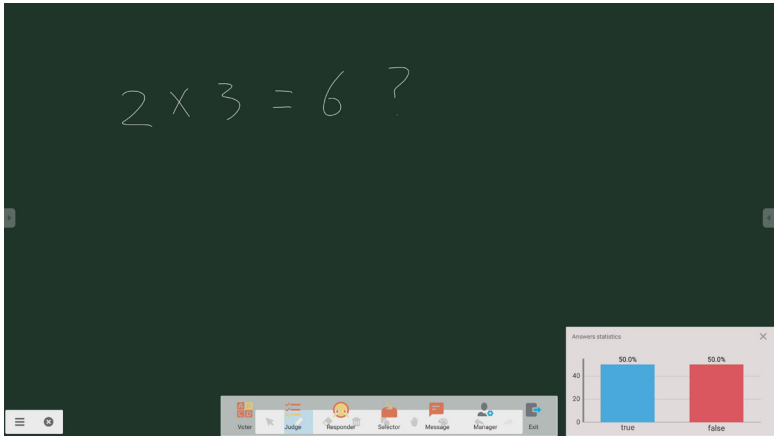 2 × 3 = 6 ?
Answers statistics
50.0% 50.0%
40
20
0
true false
Voter Judge Responder Selector Message Manager Exit